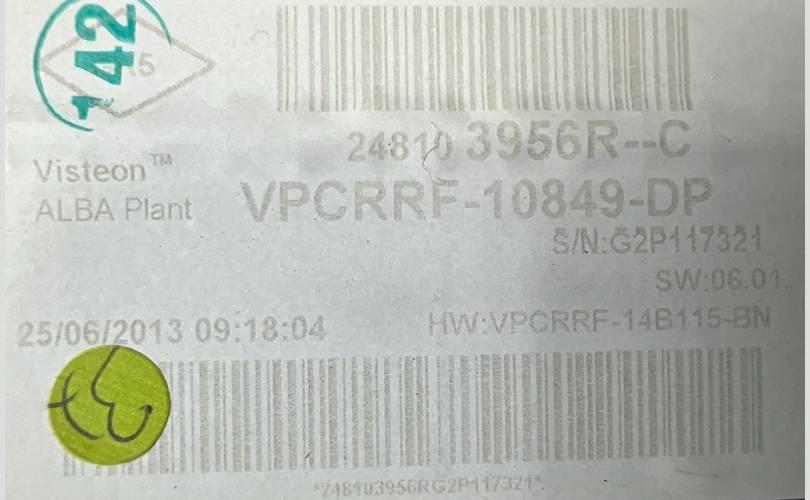 142
5
24810 3956R--C
Visteon™
ALBA Plant
VPCRRF-10849-DP
S/N:G2P117321
SW:06.01
25/06/2013 09:18:04
HW:VPCRRF-14B115-BN
*248103956RG2P117321*